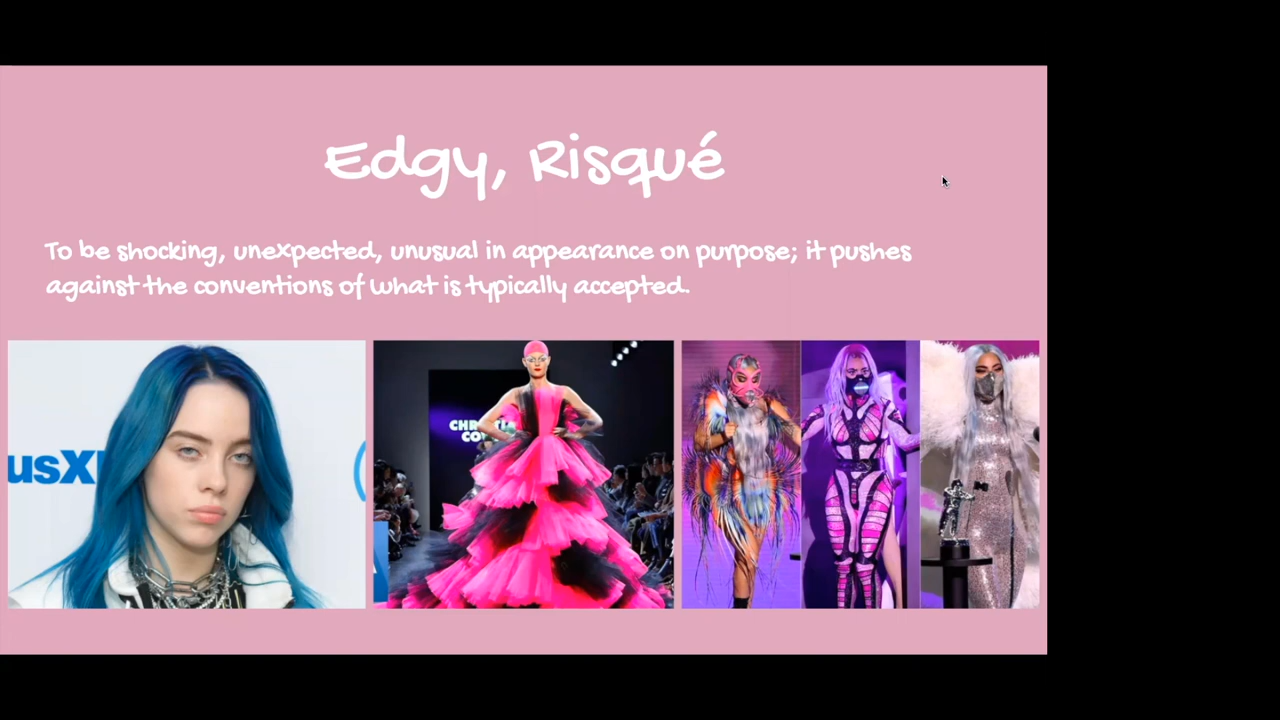 Edgy, Risqué
To be shocking, unexpected, unusual in appearance on purpose; it pushes
against the conventions of what is typically accepted.
usX